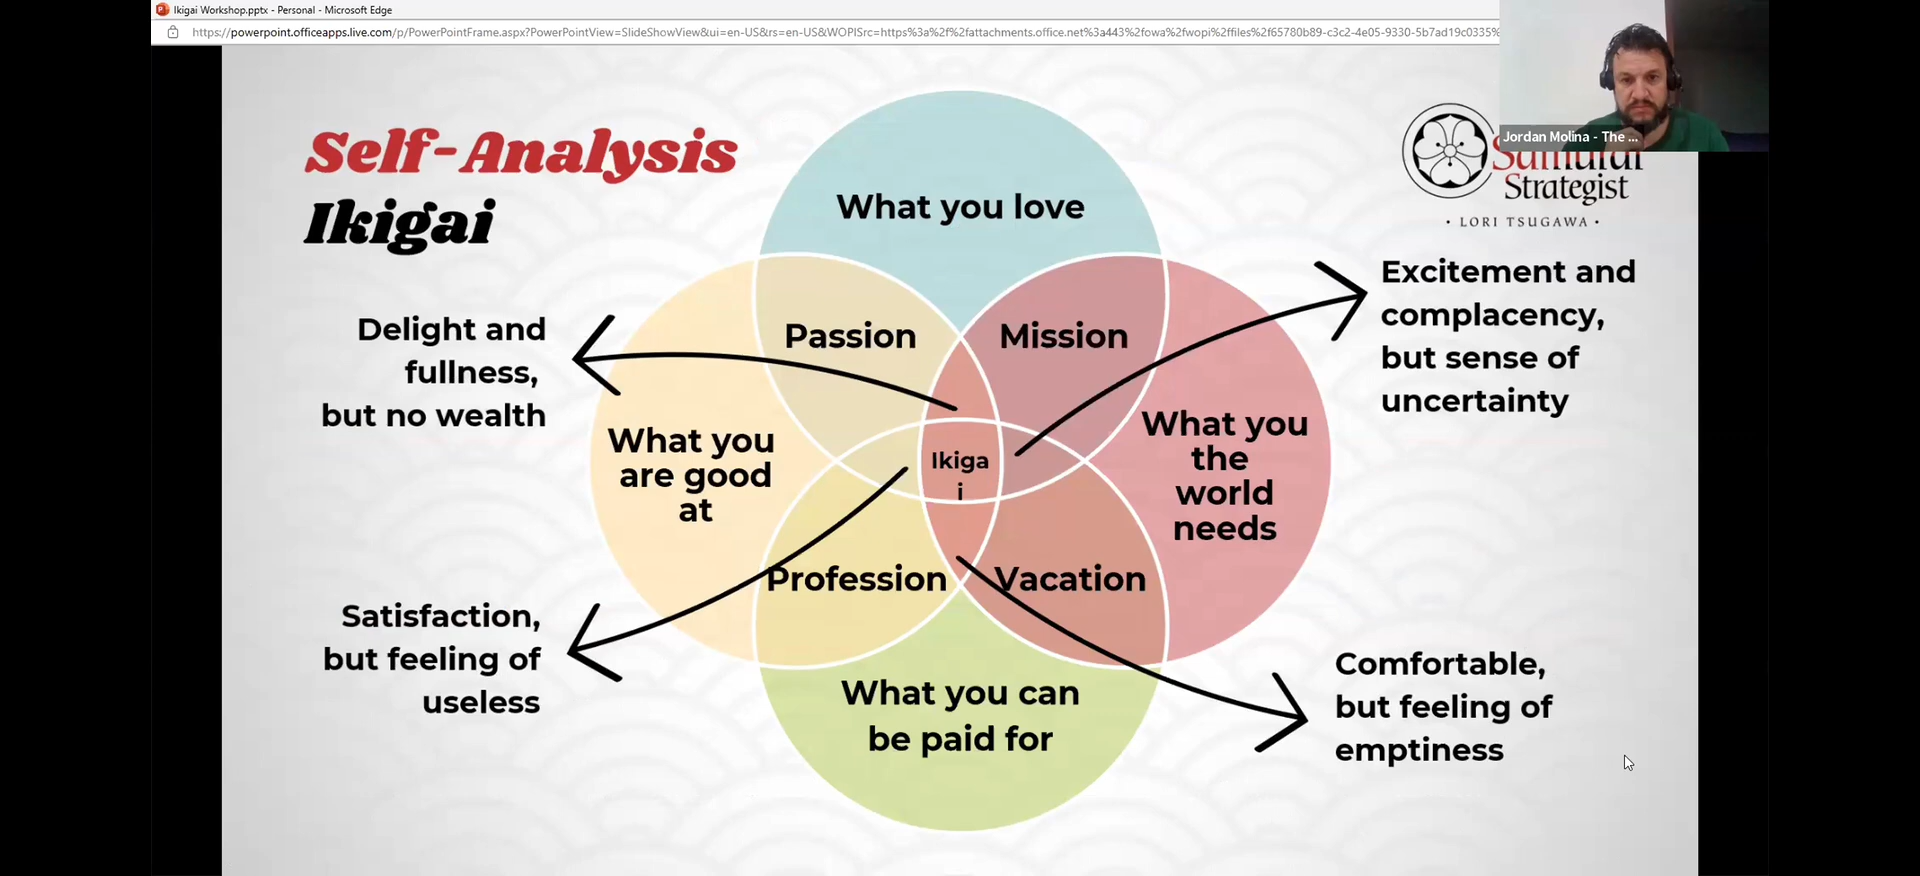 Ikigai Workshop.pptx - Personal - Microsoft Edge
https://powerpoint.officeapps.live.com/p/PowerPointFrame.aspx?PowerPointView=SlideShowView&ui=en-US&rs=en-US&WOPISrc=https%3a%2f%2fattachments.office.net%3a443%2fowa%2fwopi%2ffiles%2f65780b89-c3c2-4e05-9330-5b7ad19c0335%
Jordan Molina - The ...
Self-Analysis
Ikigai
Samurai
Strategist
• LORI TSUGAWA •
What you love
Passion
Mission
What you
are good
at
What you
the
world
needs
Ikiga
i
Profession
Vacation
What you can
be paid for
Delight and
fullness,
but no wealth
Excitement and
complacency,
but sense of
uncertainty
Satisfaction,
but feeling of
useless
Comfortable,
but feeling of
emptiness